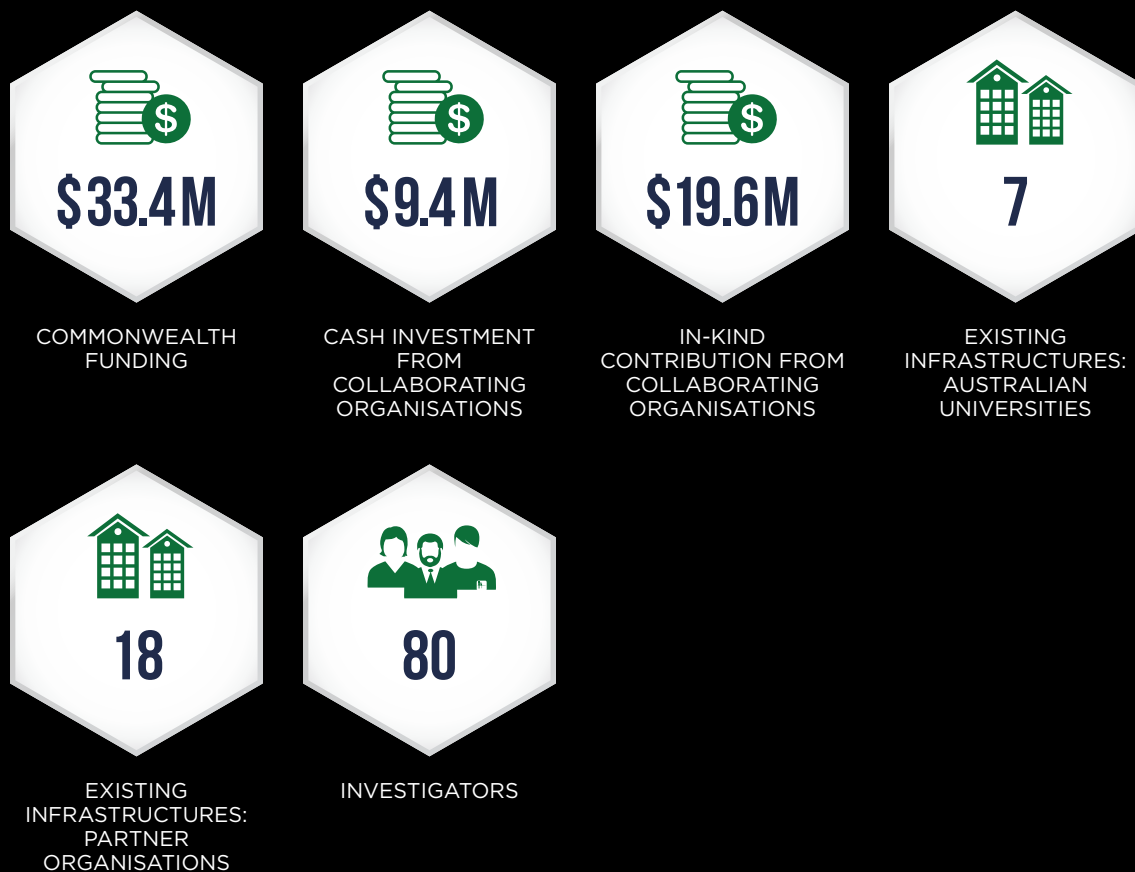 $33.4M
COMMONWEALTH
FUNDING
$9.4M
CASH INVESTMENT
FROM
COLLABORATING
ORGANISATIONS
$19.6M
IN-KIND
CONTRIBUTION FROM
COLLABORATING
ORGANISATIONS
7
EXISTING
INFRASTRUCTURES:
AUSTRALIAN
UNIVERSITIES
18
EXISTING
INFRASTRUCTURES:
PARTNER
ORGANISATIONS
80
INVESTIGATORS